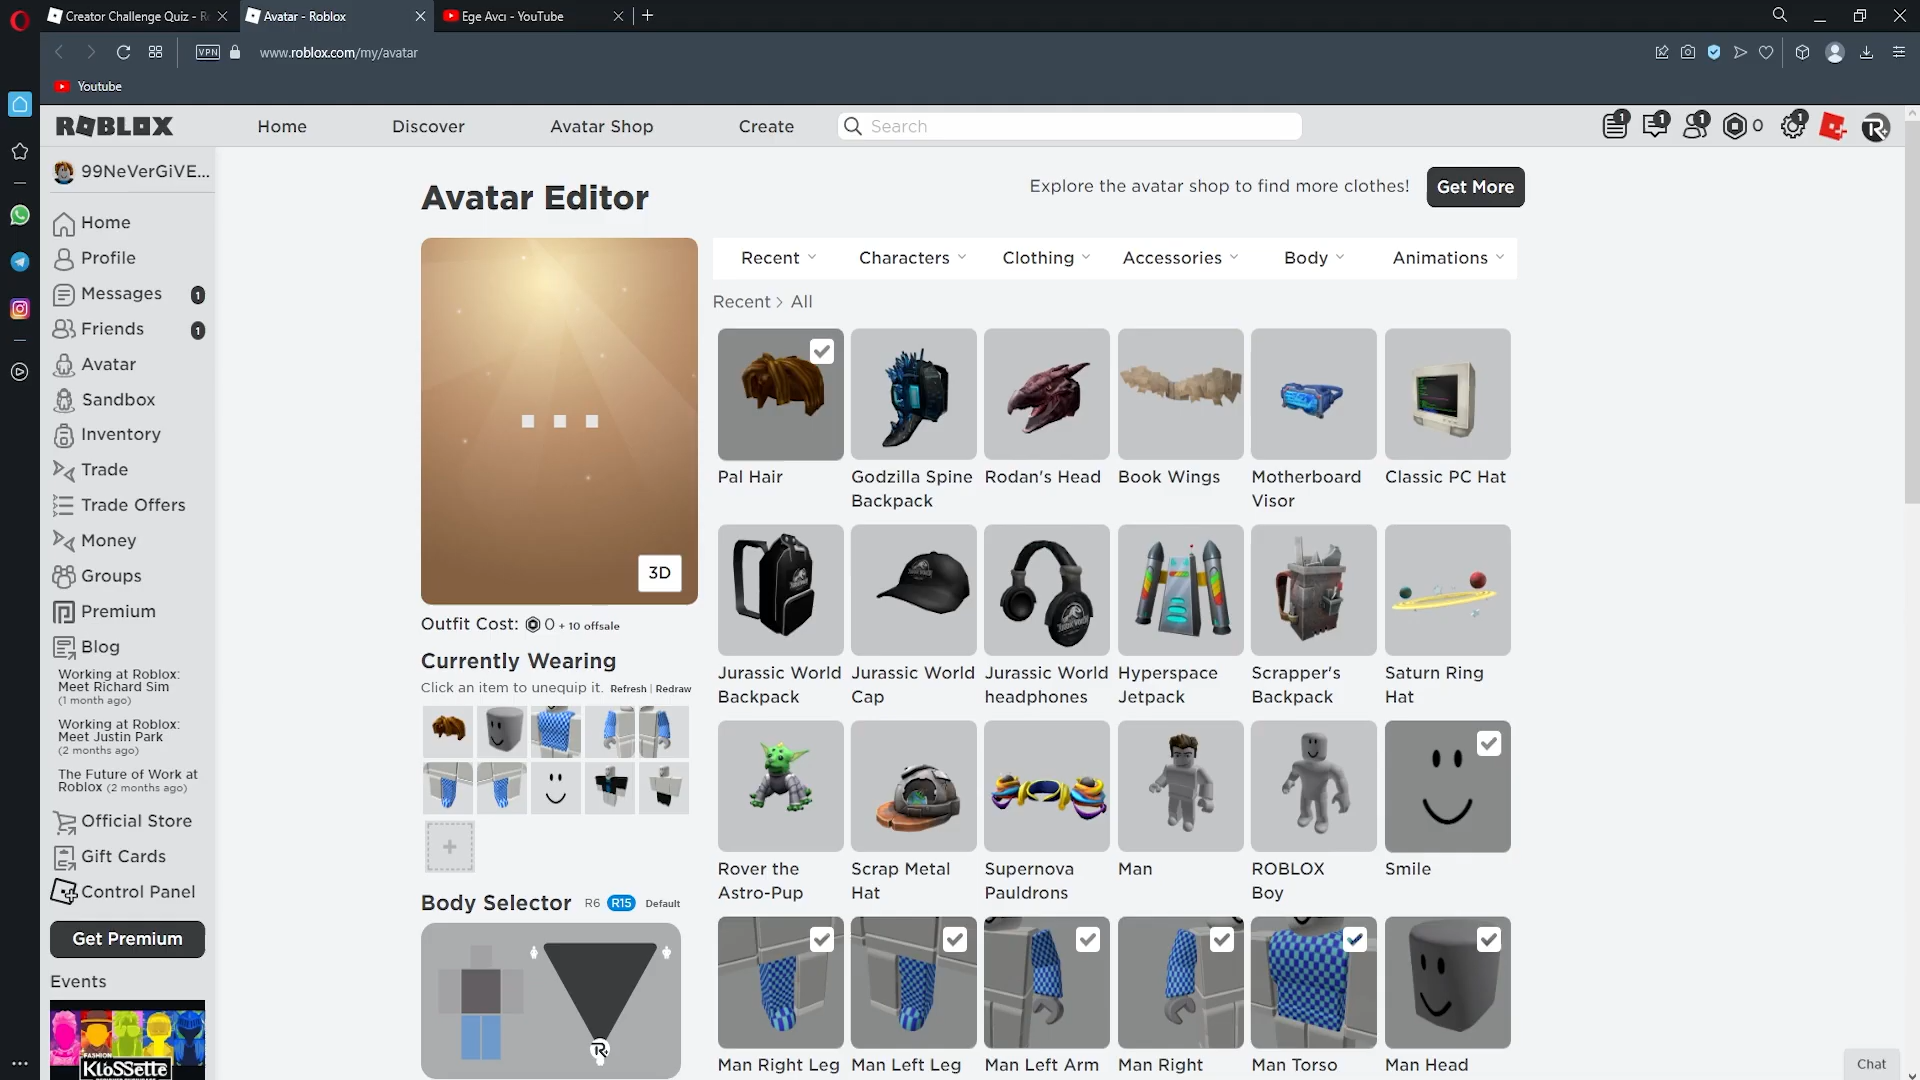 Creator Challenge Quiz - R
Avatar - Roblox
Ege Avcı - YouTube
VPN
www.roblox.com/my/avatar
Youtube
ROBLOX
Home
Discover
Avatar Shop
Create
Search
1
1
1
0
1
99NeVerGiVE...
Home
Profile
Messages
1
Friends
1
Avatar
Sandbox
Inventory
Trade
Trade Offers
Money
Groups
Premium
Blog
Working at Roblox:
Meet Richard Sim
(1 month ago)
Working at Roblox:
Meet Justin Park
(2 months ago)
The Future of Work at
Roblox (2 months ago)
Official Store
Gift Cards
Control Panel
Get Premium
Events
FASHION
KLoSSette
Avatar Editor
Explore the avatar shop to find more clothes!
Get More
3D
Outfit Cost: 0 + 10 offsale
Currently Wearing
Click an item to unequip it. Refresh | Redraw
Body Selector R6 R15 Default
Recent
Characters
Clothing
Accessories
Body
Animations
Recent > All
Pal Hair
Godzilla Spine
Backpack
Rodan's Head
Book Wings
Motherboard
Visor
Classic PC Hat
Jurassic World
Backpack
Jurassic World
Cap
Jurassic World
headphones
Hyperspace
Jetpack
Scrapper's
Backpack
Saturn Ring
Hat
Rover the
Astro-Pup
Scrap Metal
Hat
Supernova
Pauldrons
Man
ROBLOX
Boy
Smile
Man Right Leg
Man Left Leg
Man Left Arm
Man Right
Man Torso
Man Head
Chat